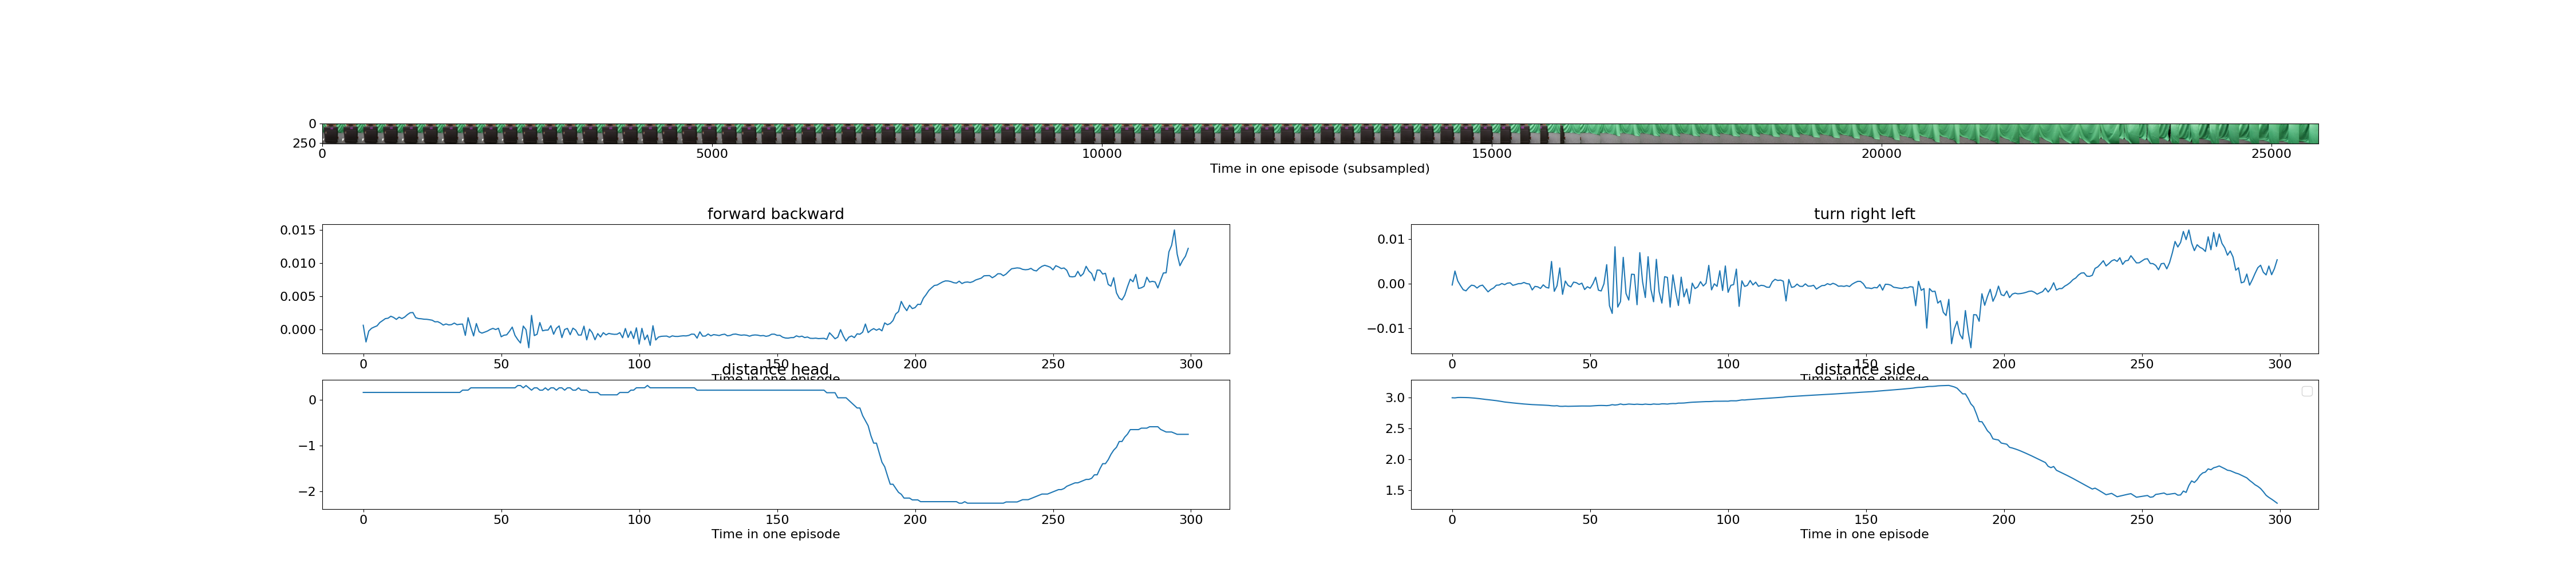 0
250
0 5000 10000 15000 20000 25000
Time in one episode (subsampled)
forward backward
0.015
0.010
0.005
0.000
0 50 100 150 200 250 300
Time in one episode
turn right left
0.01
0.00
−0.01
0 50 100 150 200 250 300
Time in one episode
distance head
0
−1
−2
0 50 100 150 200 250 300
Time in one episode
distance side
3.0
2.5
2.0
1.5
0 50 100 150 200 250 300
Time in one episode